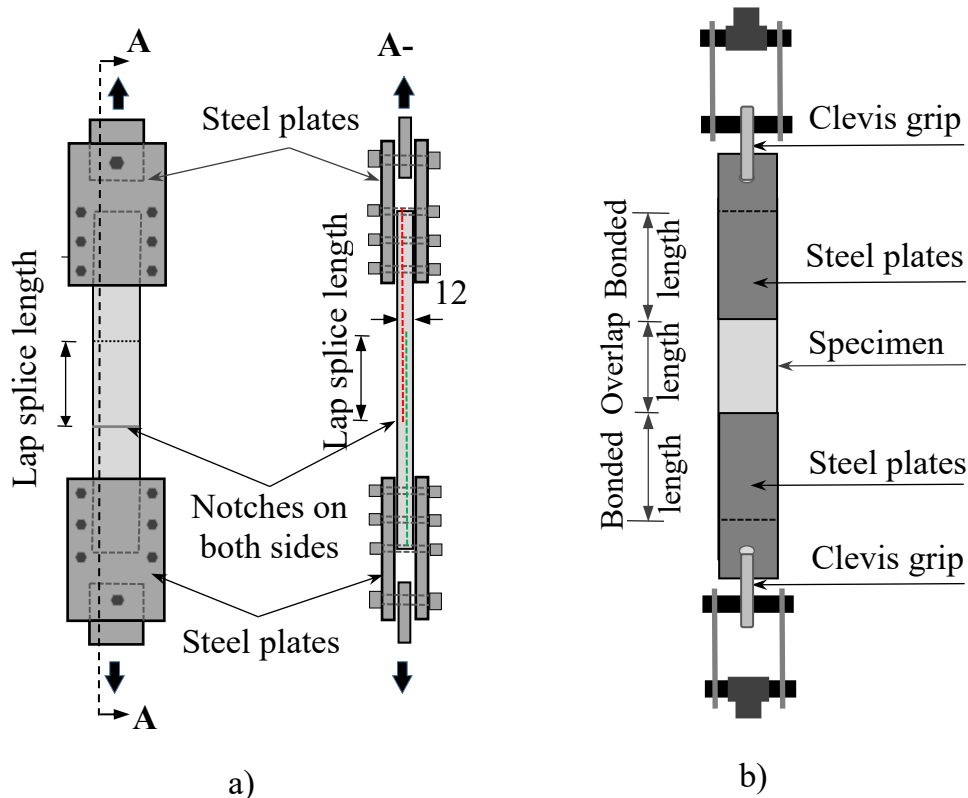 A
A-
Steel plates
Clevis grip
Lap splice length
Lap splice length
12
Bonded
length
Steel plates
Overlap
length
Specimen
Bonded
length
Steel plates
Notches on
both sides
Clevis grip
Steel plates
A
a)
b)